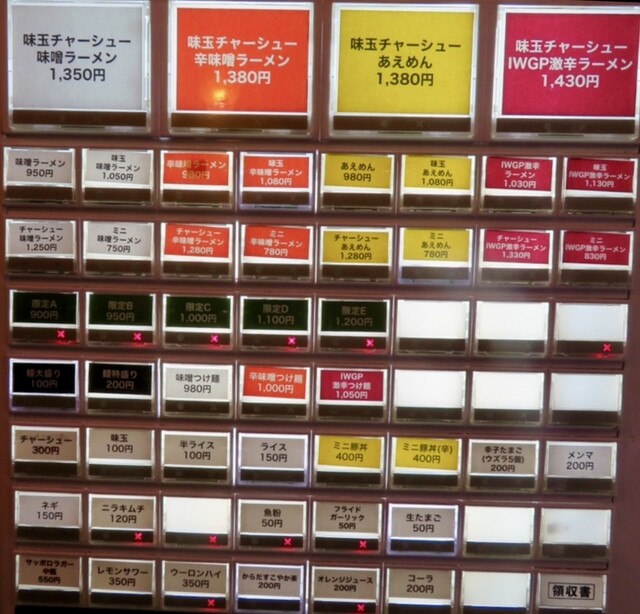 味玉チャーシュー
味噌ラーメン
1,350円
味玉チャーシュー
辛味噌ラーメン
1,380円
味玉チャーシュー
あえめん
1,380円
味玉チャーシュー
IWGP激辛ラーメン
1,430円
味噌ラーメン
950円
味玉
味噌ラーメン
1,050円
辛味噌ラーメン
980円
味玉
辛味噌ラーメン
1,080円
あえめん
980円
味玉
あえめん
1,080円
IWGP激辛
ラーメン
1,030円
味玉
IWGP激辛ラーメン
1,130円
チャーシュー
味噌ラーメン
1,250円
ミニ
味噌ラーメン
750円
チャーシュー
辛味噌ラーメン
1,280円
ミニ
辛味噌ラーメン
780円
チャーシュー
あえめん
1,280円
ミニ
あえめん
780円
チャーシュー
IWGP激辛ラーメン
1,330円
ミニ
IWGP激辛ラーメン
830円
限定A
900円
限定B
950円
限定C
1,000円
限定D
1,100円
限定E
1,200円
麺大盛り
100円
麺特盛り
200円
味噌つけ麺
980円
辛味噌つけ麺
1,000円
IWGP
激辛つけ麺
1,050円
チャーシュー
300円
味玉
100円
半ライス
100円
ライス
150円
ミニ豚丼
400円
ミニ豚丼(辛)
400円
辛子たまご
(ウズラ5個)
200円
メンマ
200円
ネギ
150円
ニラキムチ
120円
魚粉
50円
フライド
ガーリック
50円
生たまご
50円
サッポロラガー
中瓶
550円
レモンサワー
350円
ウーロンハイ
350円
からだすこやか茶
200円
オレンジジュース
200円
コーラ
200円
領収書